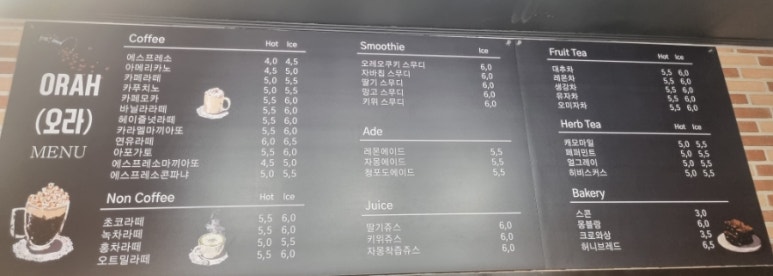 ORAH
(오라)
MENU
Coffee
Hot Ice
에스프레소 4,0 4,5
아메리카노 4,5 5,0
카페라떼 5,0 5,5
카푸치노 5,0 5,5
카페모카 5,5 6,0
바닐라라떼 5,5 6,0
헤이즐넛라떼 5,5 6,0
카라멜마끼아또 5,5 6,0
연유라떼 5,5 6,0
아포가토 6,0
에스프레소마끼아또 4,5 5,0
에스프레소콘파냐 5,0 5,5
Non Coffee
Hot Ice
초코라떼 5,5 6,0
녹차라떼 5,5 6,0
홍차라떼 5,0 5,5
오트밀라떼 5,5 6,0
Smoothie
Ice
오레오쿠키 스무디 6,0
자바칩 스무디 6,0
딸기 스무디 6,0
망고 스무디 6,0
키위 스무디 6,0
Ade
레몬에이드 5,5
자몽에이드 5,5
청포도에이드 5,5
Juice
딸기쥬스 6,0
키위쥬스 6,0
자몽착즙쥬스 6,0
Fruit Tea
Hot Ice
대추차 5,5 6,0
레몬차 5,5 6,0
생강차 5,5 6,0
유자차 5,5 6,0
오미자차 5,5 6,0
Herb Tea
Hot Ice
캐모마일 5,0 5,5
페퍼민트 5,0 5,5
얼그레이 5,0 5,5
히비스커스 5,0 5,5
Bakery
스콘 3,0
몽블랑 6,0
크로와상 3,5
허니브레드 6,5